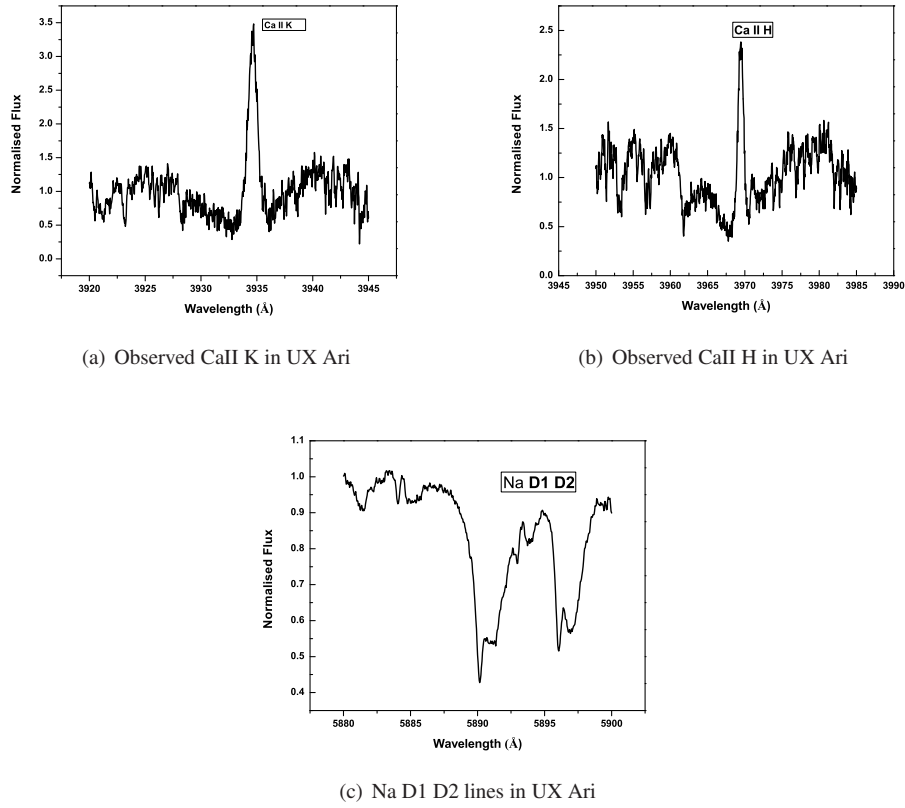 Ca II K
3.5
3.0
2.5
2.0
1.5
1.0
0.5
0.0
Normalised Flux
3920 3925 3930 3935 3940 3945
Wavelength (Å)
(a) Observed CaII K in UX Ari
Ca II H
2.5
2.0
1.5
1.0
0.5
0.0
Normalised Flux
3945 3950 3955 3960 3965 3970 3975 3980 3985 3990
Wavelength (Å)
(b) Observed CaII H in UX Ari
Na D1 D2
1.1
1.0
0.9
0.8
0.7
0.6
0.5
0.4
Normalised Flux
5880 5885 5890 5895 5900
Wavelength (Å)
(c) Na D1 D2 lines in UX Ari